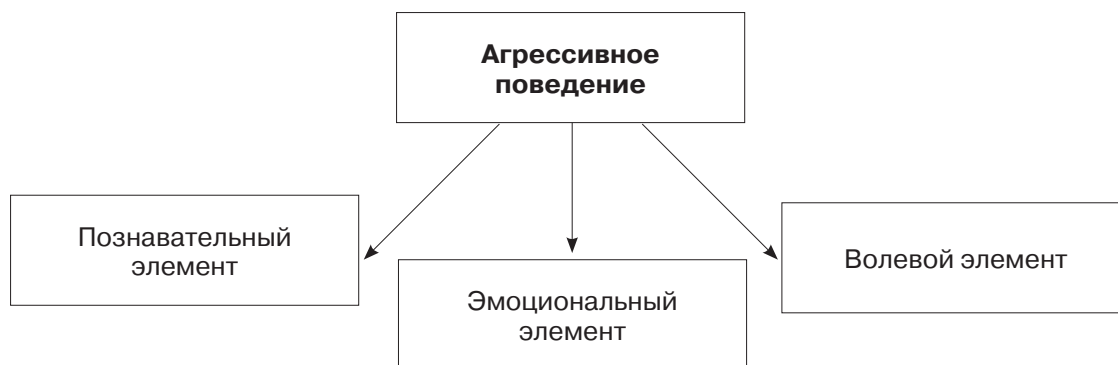 Агрессивное
поведение
Познавательный
элемент
Эмоциональный
элемент
Волевой элемент